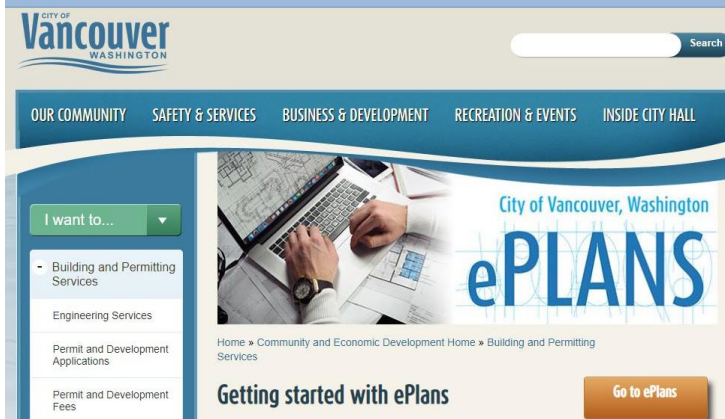 CITY OF
Vancouver
WASHINGTON
Search
OUR COMMUNITY SAFETY & SERVICES BUSINESS & DEVELOPMENT RECREATION & EVENTS INSIDE CITY HALL
I want to...
- Building and Permitting
Services
Engineering Services
Permit and Development
Applications
Permit and Development
Fees
City of Vancouver, Washington
ePLANS
Home » Community and Economic Development Home » Building and Permitting
Services
Getting started with ePlans
Go to ePlans